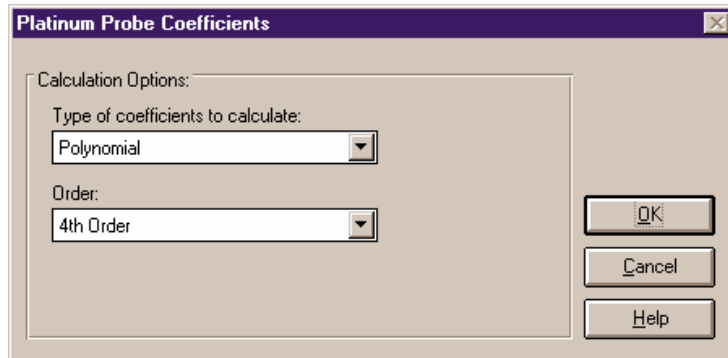 Platinum Probe Coefficients
Calculation Options:
Type of coefficients to calculate:
Polynomial
Order:
4th Order
OK
Cancel
Help